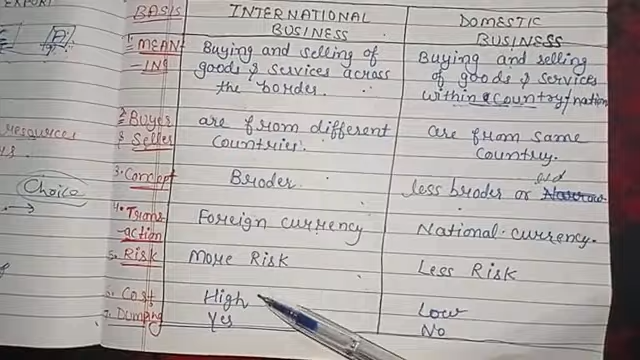 EXPORT
BASIS INTERNATIONAL BUSINESS DOMESTIC BUSINESS
1. MEAN-ING Buying and selling of goods & services across the border. Buying and selling of goods & services within a country/nation
2. Buyer & Seller are from different Countries. are from same Country.
resources
3. Concept Broder. less broder or
Choice
4. Trans-action Foreign currency National currency.
5. Risk More Risk Less Risk
6. Cost High Low
7. Dumping Yes No